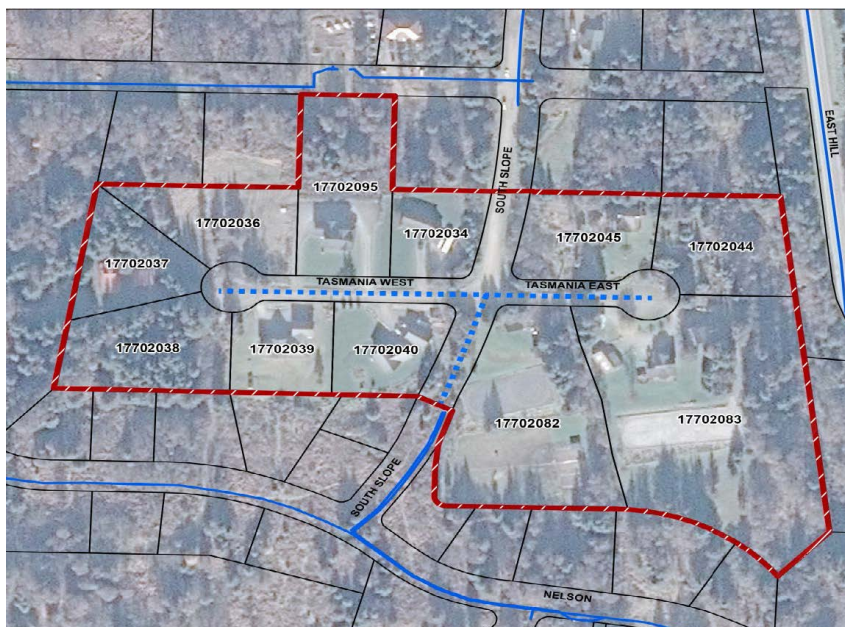 EAST HILL
SOUTH SLOPE
17702095
17702036
17702034
17702045
17702044
17702037
TASMANIA WEST
TASMANIA EAST
17702038
17702039
17702040
17702082
17702083
SOUTH SLOPE
NELSON